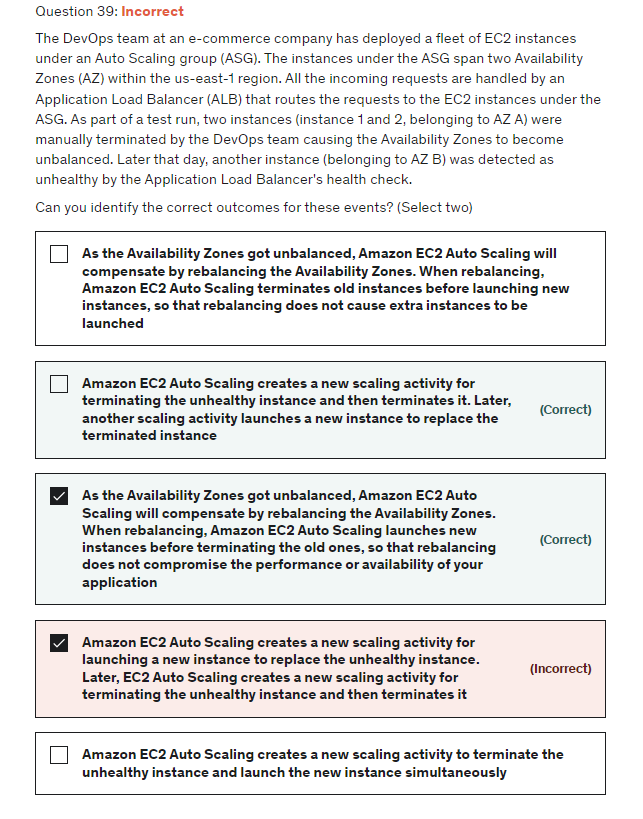 Question 39: Incorrect
The DevOps team at an e-commerce company has deployed a fleet of EC2 instances
under an Auto Scaling group (ASG). The instances under the ASG span two Availability
Zones (AZ) within the us-east-1 region. All the incoming requests are handled by an
Application Load Balancer (ALB) that routes the requests to the EC2 instances under the
ASG. As part of a test run, two instances (instance 1 and 2, belonging to AZ A) were
manually terminated by the DevOps team causing the Availability Zones to become
unbalanced. Later that day, another instance (belonging to AZ B) was detected as
unhealthy by the Application Load Balancer's health check.
Can you identify the correct outcomes for these events? (Select two)
As the Availability Zones got unbalanced, Amazon EC2 Auto Scaling will
compensate by rebalancing the Availability Zones. When rebalancing,
Amazon EC2 Auto Scaling terminates old instances before launching new
instances, so that rebalancing does not cause extra instances to be
launched
Amazon EC2 Auto Scaling creates a new scaling activity for
terminating the unhealthy instance and then terminates it. Later,
another scaling activity launches a new instance to replace the
terminated instance
(Correct)
As the Availability Zones got unbalanced, Amazon EC2 Auto
Scaling will compensate by rebalancing the Availability Zones.
When rebalancing, Amazon EC2 Auto Scaling launches new
instances before terminating the old ones, so that rebalancing
does not compromise the performance or availability of your
application
(Correct)
Amazon EC2 Auto Scaling creates a new scaling activity for
launching a new instance to replace the unhealthy instance.
Later, EC2 Auto Scaling creates a new scaling activity for
terminating the unhealthy instance and then terminates it
(Incorrect)
Amazon EC2 Auto Scaling creates a new scaling activity to terminate the
unhealthy instance and launch the new instance simultaneously